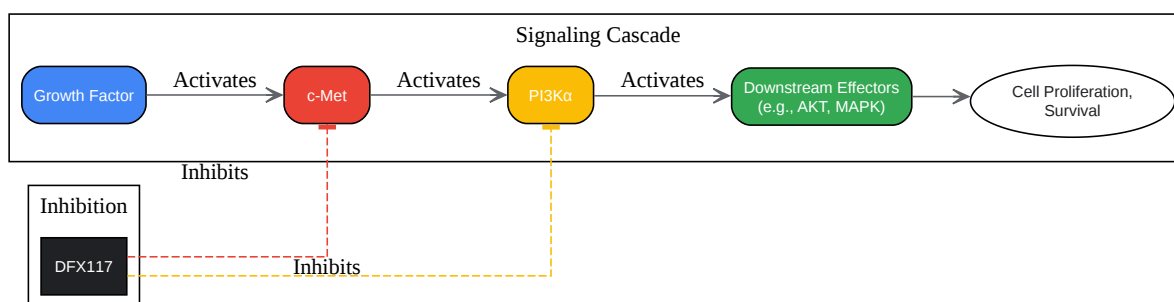 Signaling Cascade
Growth Factor
Activates
c-Met
Activates
PI3Kα
Activates
Downstream Effectors
(e.g., AKT, MAPK)
Cell Proliferation,
Survival
Inhibits
Inhibition
DFX117
Inhibits